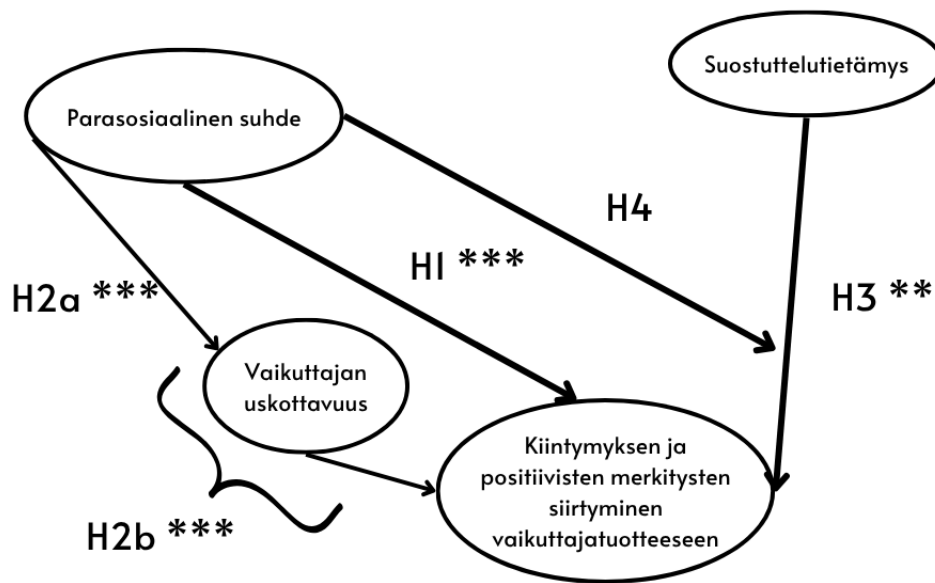 Suostuttelutietämys
Parasosiaalinen suhde
H4
H1 ***
H2a ***
H3 **
Vaikuttajan
uskottavuus
Kiintymyksen ja
positiivisten merkitysten
siirtyminen
vaikuttajatuotteeseen
H2b ***